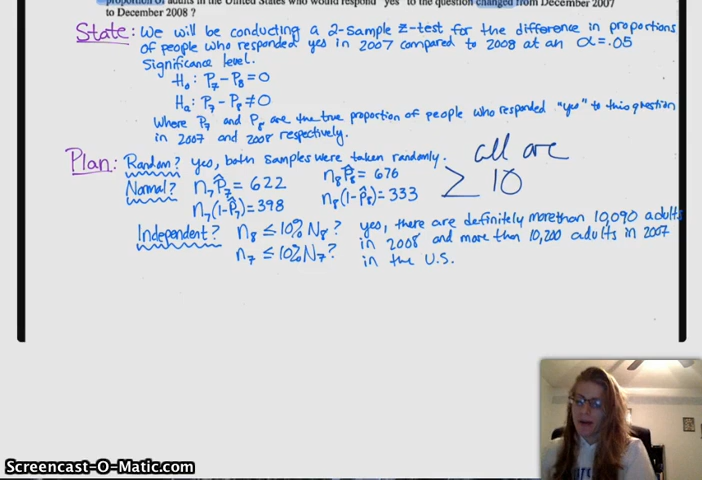 proportion of adults in the United States who would respond "yes" to the question changed from December 2007
to December 2008 ?
State: We will be conducting a 2-sample z-test for the difference in proportions
of people who responded yes in 2007 compared to 2008 at an α=.05
Significance level.
H₀: P₇-P₈=0
Hₐ: P₇-P₈≠0
Where P₇ and P₈ are the true proportion of people who responded "yes" to this question
in 2007 and 2008 respectively.
Plan: Random? yes, both samples were taken randomly.
Normal? n₇P̂₇=622 n₈P̂₈=676
n₇(1-P̂₇)=398 n₈(1-P̂₈)=333
all are
≥ 10
Independent? n₈≤10%N₈? yes, there are definitely more than 10,090 adults
n₇≤10%N₇? in 2008 and more than 10,200 adults in 2007
in the U.S.
Screencast-O-Matic.com